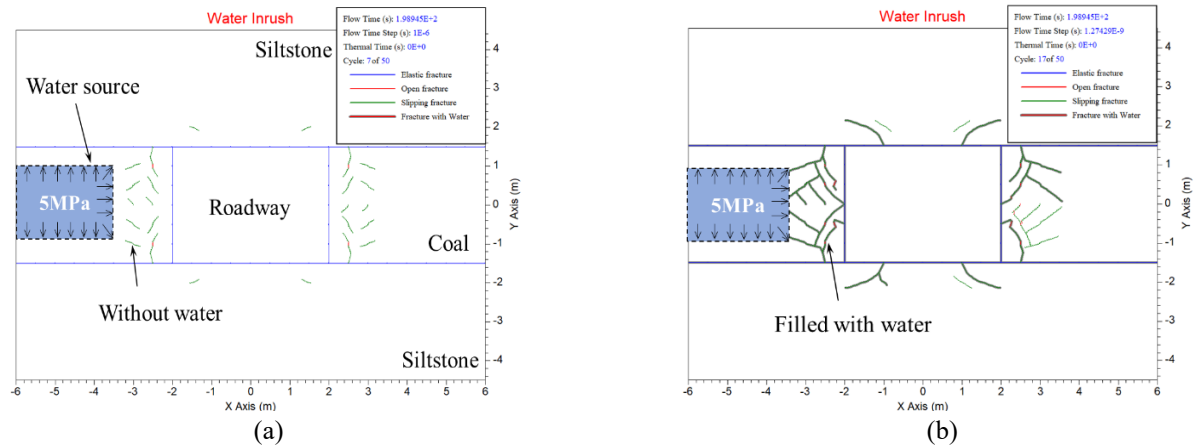 Water Inrush
Flow Time (s): 1.98945E+2
Flow Time Step (s): 1E-6
Thermal Time (s): 0E+0
Cycle: 7 of 50
Elastic fracture
Open fracture
Slipping fracture
Fracture with Water
Siltstone
Water source
5MPa
Roadway
Coal
Without water
Siltstone
4
3
2
1
0
-1
-2
-3
-4
Y Axis (m)
-6 -5 -4 -3 -2 -1 0 1 2 3 4 5 6
X Axis (m)
(a)
Water Inrush
Flow Time (s): 1.98945E+2
Flow Time Step (s): 1.27429E-9
Thermal Time (s): 0E+0
Cycle: 17of 50
Elastic fracture
Open fracture
Slipping fracture
Fracture with Water
5MPa
Filled with water
4
3
2
1
0
-1
-2
-3
-4
Y Axis (m)
-6 -5 -4 -3 -2 -1 0 1 2 3 4 5 6
X Axis (m)
(b)